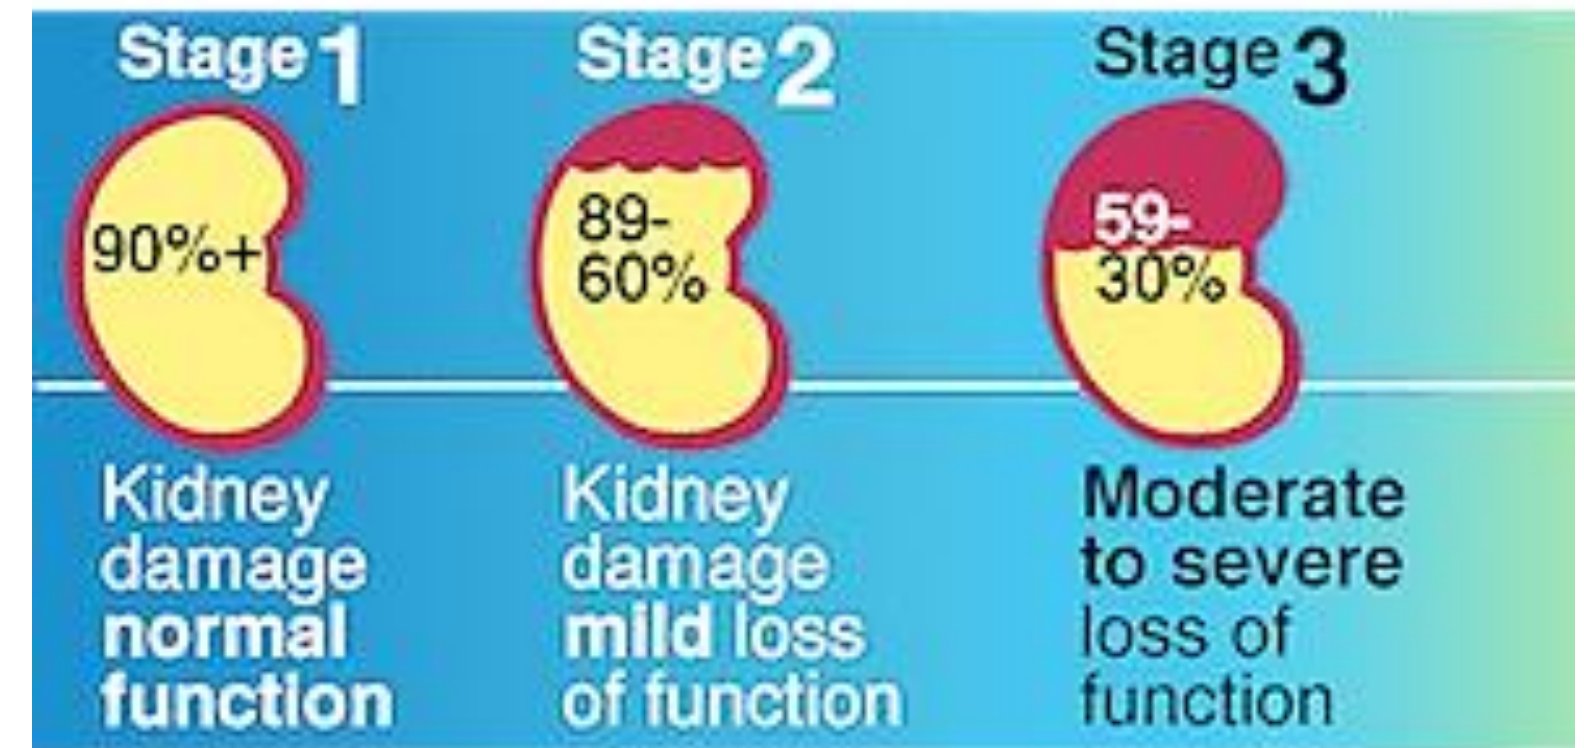 Stage 1
90%+
Kidney
damage
normal
function
Stage 2
89-
60%
Kidney
damage
mild loss
of function
Stage 3
59-
30%
Moderate
to severe
loss of
function